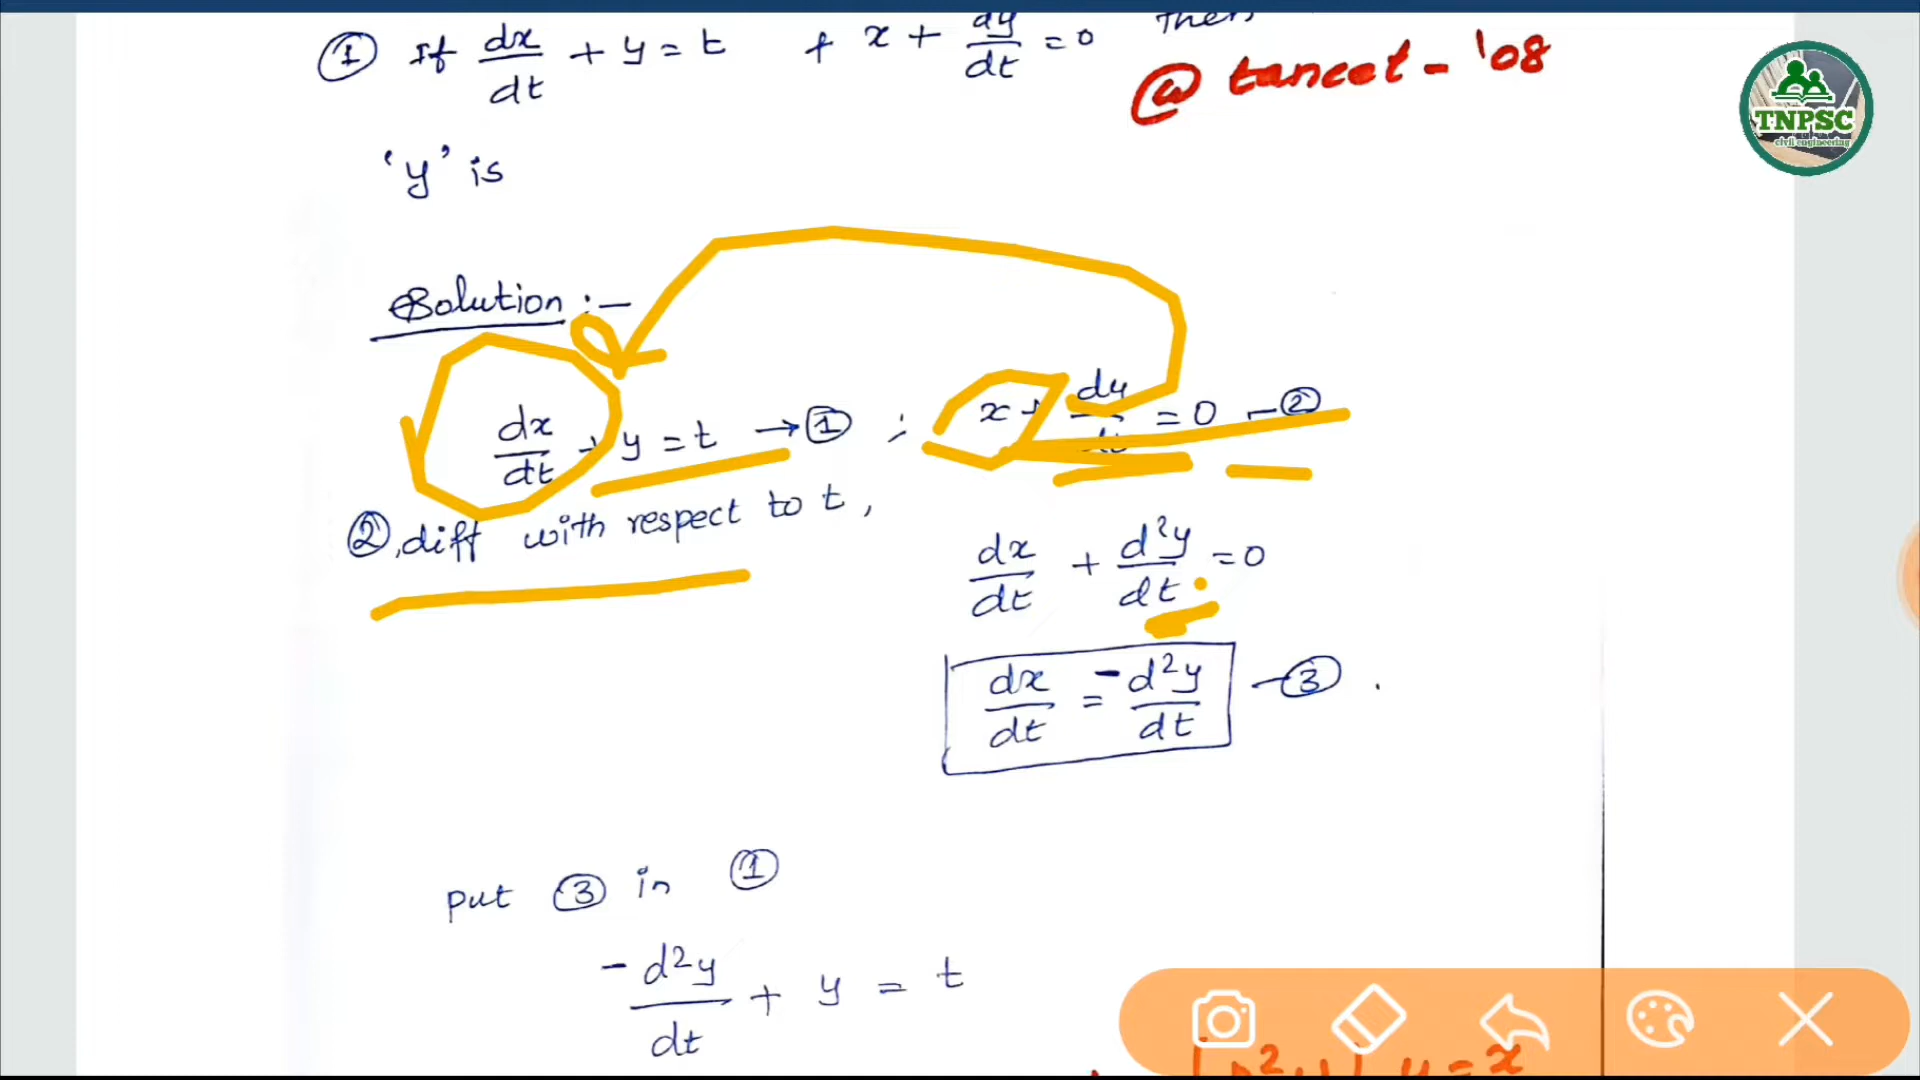 ① If dx/dt + y = t & x + dy/dt = 0 Then
@ tancet - '08
TNPSC
civil engineering
'y' is
Solution :-
dx/dt + y = t → ① ; x + dy/dt = 0 - ②
②, diff with respect to t,
dx/dt + d²y/dt = 0
dx/dt = -d²y/dt - ③ .
put ③ in ①
-d²y/dt + y = t
y = x